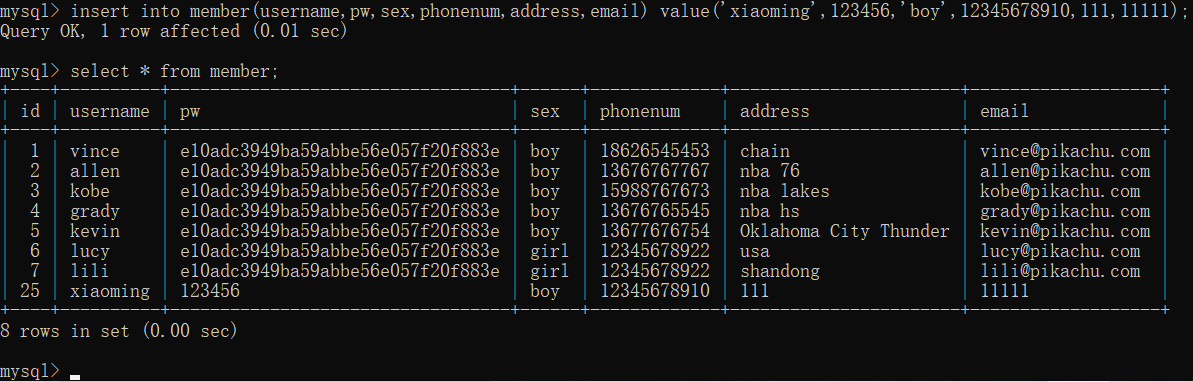 mysql> insert into member(username,pw,sex,phonenum,address,email) value('xiaoming',123456,'boy',12345678910,111,11111);
Query OK, 1 row affected (0.01 sec)
mysql> select * from member;
+----+----------+----------------------------------+------+-------------+-----------------------+-------------------+
| id | username | pw | sex | phonenum | address | email |
+----+----------+----------------------------------+------+-------------+-----------------------+-------------------+
| 1 | vince | e10adc3949ba59abbe56e057f20f883e | boy | 18626545453 | chain | vince@pikachu.com |
| 2 | allen | e10adc3949ba59abbe56e057f20f883e | boy | 13676767767 | nba 76 | allen@pikachu.com |
| 3 | kobe | e10adc3949ba59abbe56e057f20f883e | boy | 15988767673 | nba lakes | kobe@pikachu.com |
| 4 | grady | e10adc3949ba59abbe56e057f20f883e | boy | 13676765545 | nba hs | grady@pikachu.com |
| 5 | kevin | e10adc3949ba59abbe56e057f20f883e | boy | 13677676754 | Oklahoma City Thunder | kevin@pikachu.com |
| 6 | lucy | e10adc3949ba59abbe56e057f20f883e | girl | 12345678922 | usa | lucy@pikachu.com |
| 7 | lili | e10adc3949ba59abbe56e057f20f883e | girl | 12345678922 | shandong | lili@pikachu.com |
| 25 | xiaoming | 123456 | boy | 12345678910 | 111 | 11111 |
+----+----------+----------------------------------+------+-------------+-----------------------+-------------------+
8 rows in set (0.00 sec)
mysql>